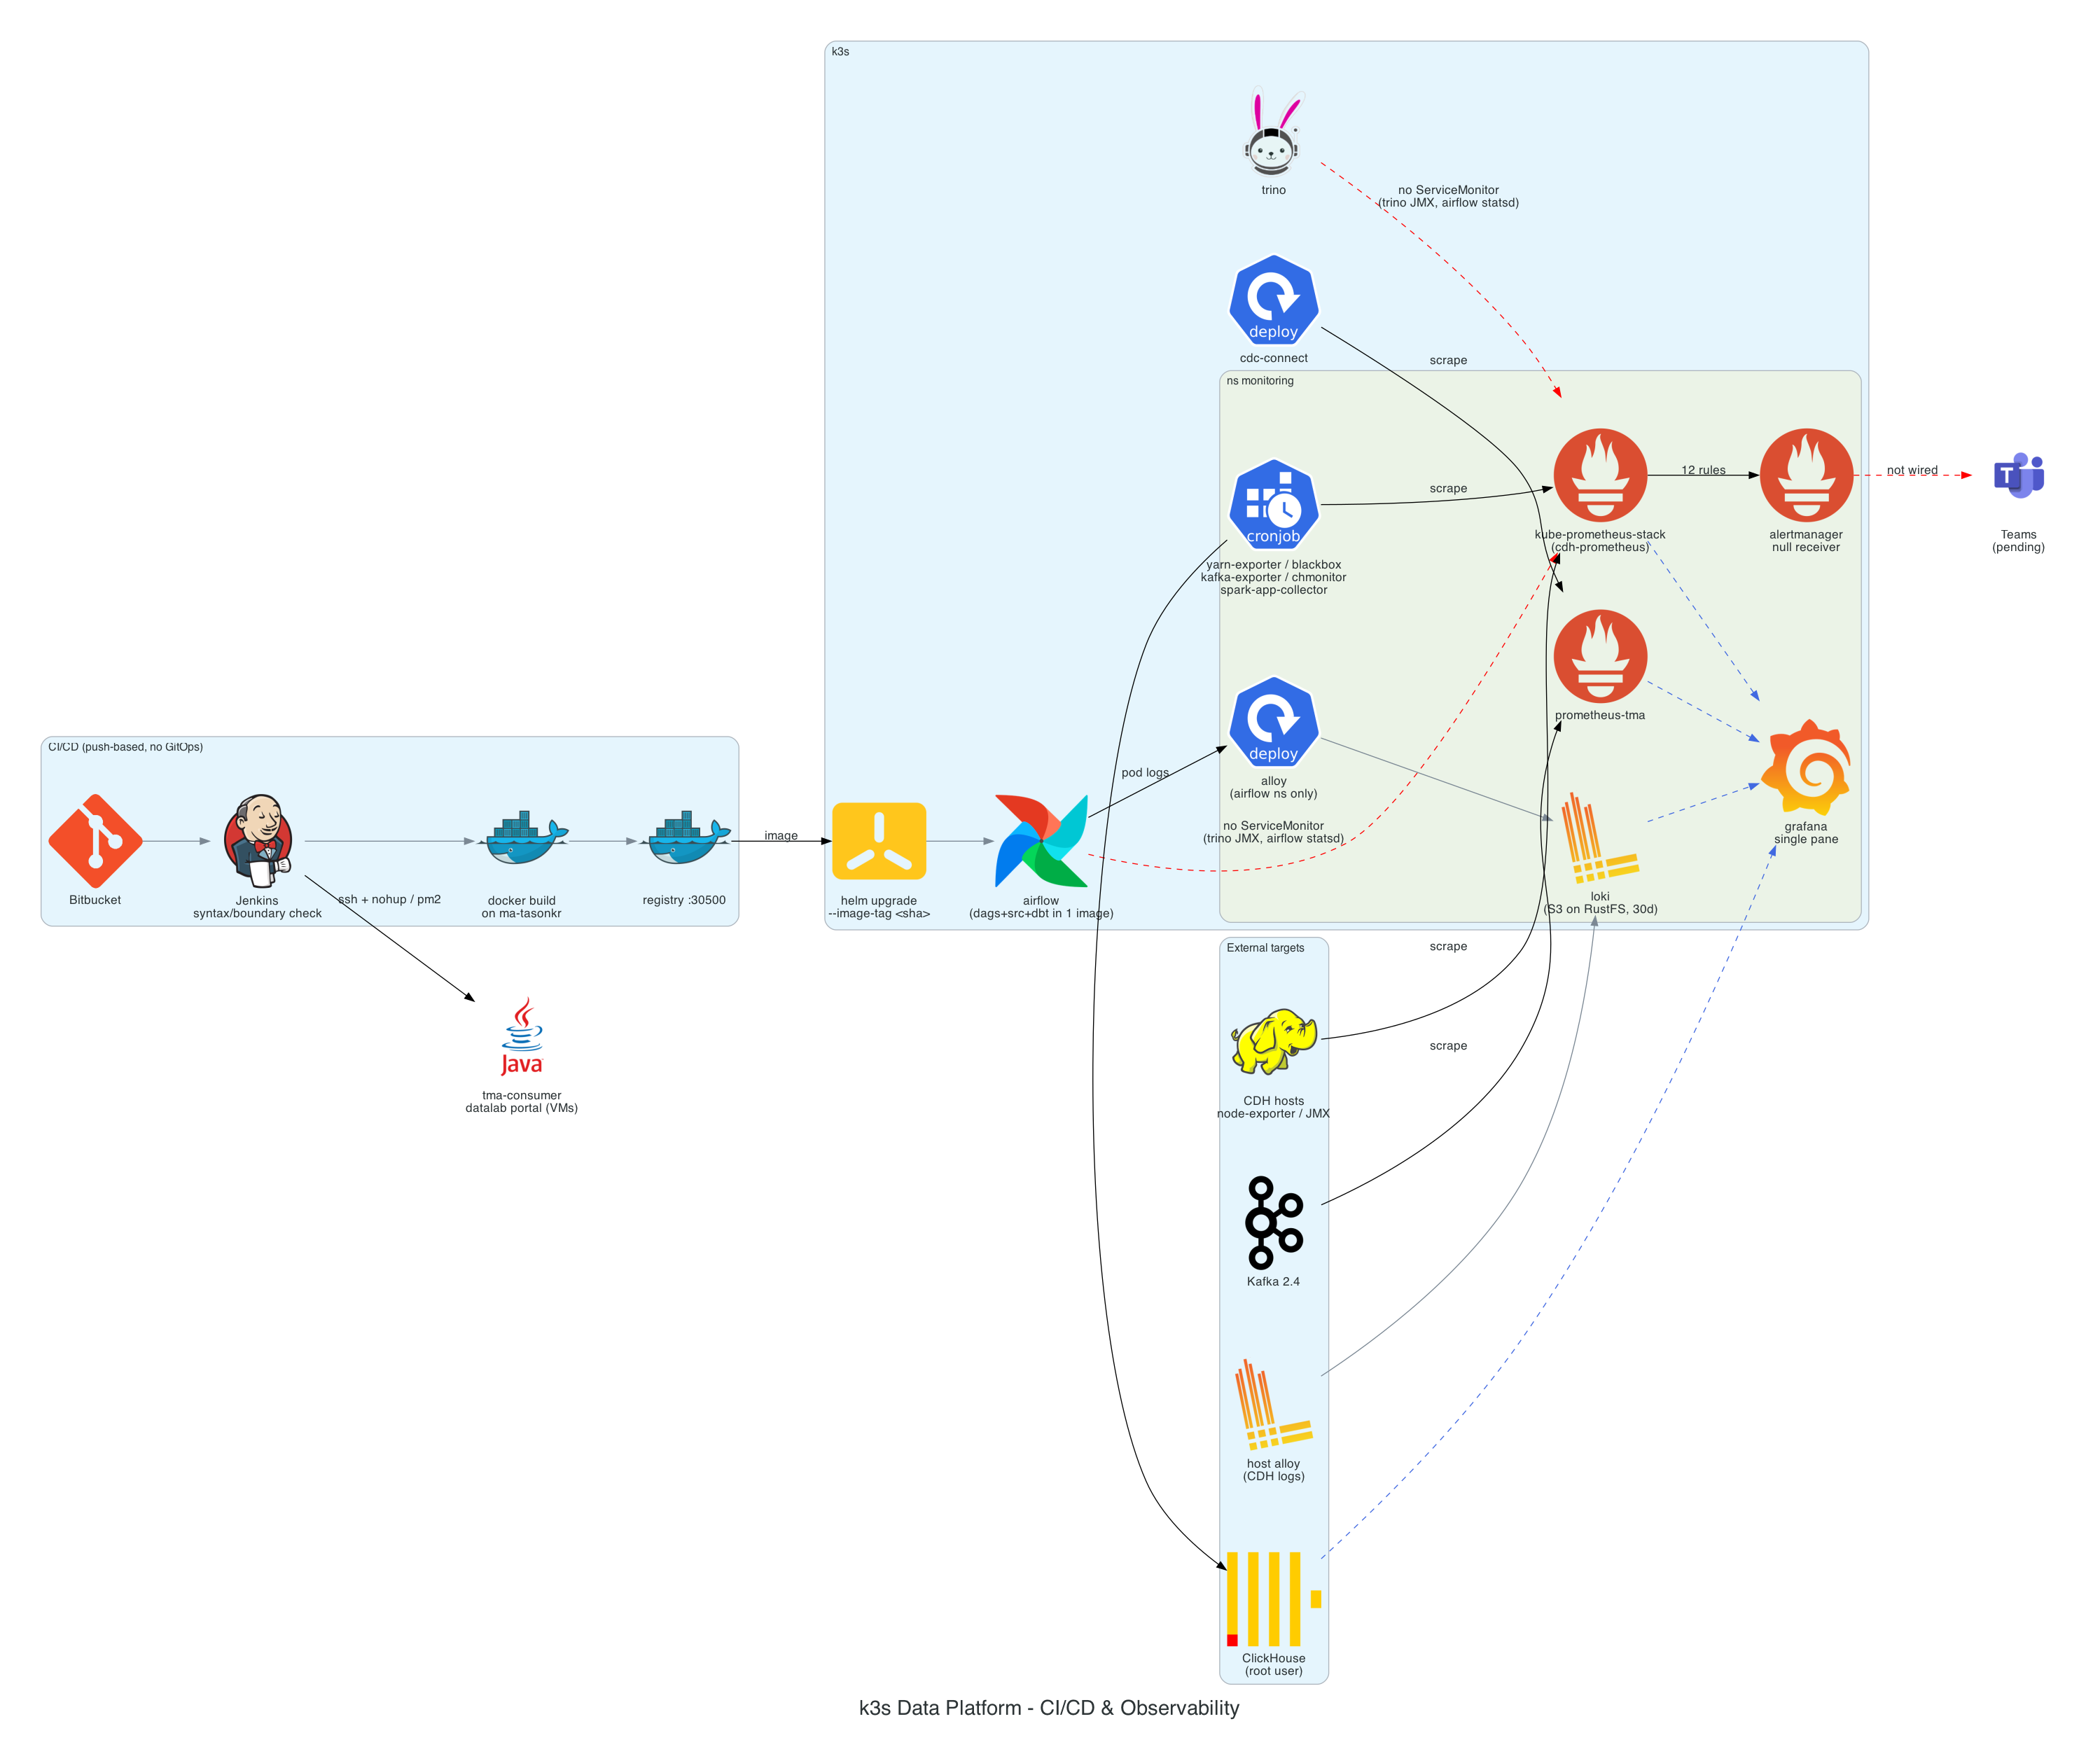 k3s
trino
no ServiceMonitor
(trino JMX, airflow statsd)
deploy
cdc-connect
scrape
ns monitoring
cronjob
yarn-exporter / blackbox
kafka-exporter / chmonitor
spark-app-collector
scrape
kube-prometheus-stack
(cdh-prometheus)
12 rules
alertmanager
null receiver
not wired
T
Teams
(pending)
prometheus-tma
deploy
alloy
(airflow ns only)
pod logs
no ServiceMonitor
(trino JMX, airflow statsd)
grafana
single pane
loki
(S3 on RustFS, 30d)
CI/CD (push-based, no GitOps)
Bitbucket
Jenkins
syntax/boundary check
ssh + nohup / pm2
docker build
on ma-tasonkr
registry :30500
image
helm upgrade
--image-tag <sha>
airflow
(dags+src+dbt in 1 image)
Java
tma-consumer
datalab portal (VMs)
External targets
scrape
CDH hosts
node-exporter / JMX
scrape
Kafka 2.4
host alloy
(CDH logs)
ClickHouse
(root user)
k3s Data Platform - CI/CD & Observability